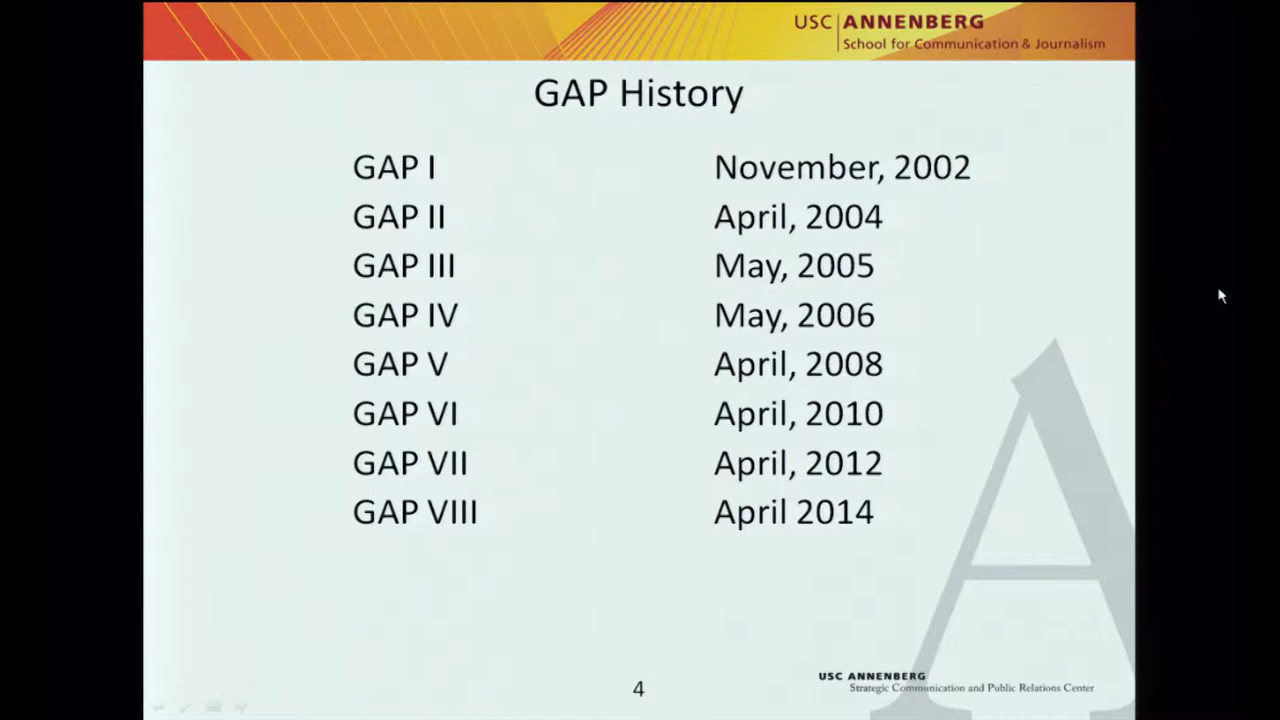 USC ANNENBERG
School for Communication & Journalism
GAP History
GAP I November, 2002
GAP II April, 2004
GAP III May, 2005
GAP IV May, 2006
GAP V April, 2008
GAP VI April, 2010
GAP VII April, 2012
GAP VIII April 2014
4
USC ANNENBERG
Strategic Communication and Public Relations Center